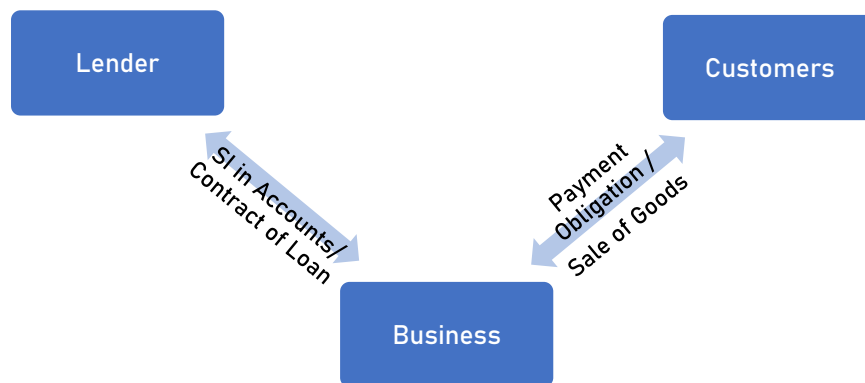 Lender
Customers
SI in Accounts/
Contract of Loan
Payment
Obligation /
Sale of Goods
Business